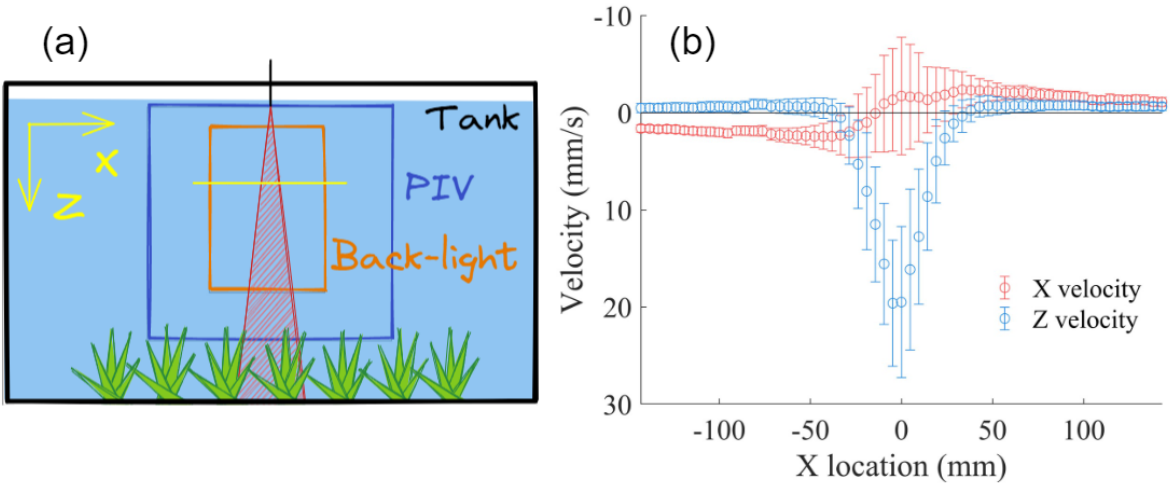 (a)
Tank
X
Z
PIV
Back-light
(b)
-10
0
10
20
30
Velocity (mm/s)
X velocity
Z velocity
-100
-50
0
50
100
X location (mm)